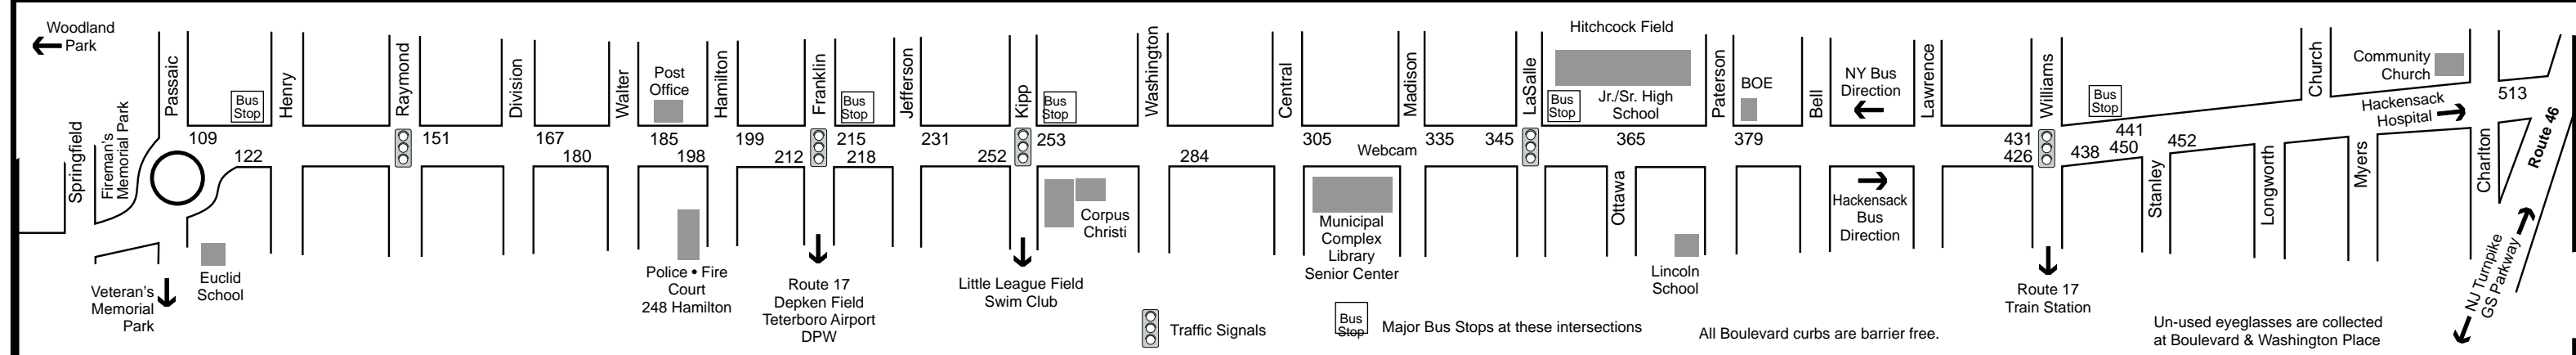 Woodland
Park
Springfield
Fireman's
Memorial Park
Passaic
109
122
Bus
Stop
Henry
Raymond
151
Division
167
180
Walter
Post
Office
185
198
Hamilton
199
212
Franklin
Bus
Stop
215
218
Jefferson
231
252
Kipp
Bus
Stop
253
Washington
284
Central
305
Webcam
Madison
335
345
LaSalle
Hitchcock Field
Bus
Stop
Jr./Sr. High
School
365
Ottawa
Paterson
BOE
379
Bell
NY Bus
Direction
Lawrence
Williams
431
426
Bus
Stop
438
441
450
452
Stanley
Longworth
Church
Myers
Community
Church
Hackensack
Hospital
Charlton
513
Route 46
Veteran's
Memorial
Park
Euclid
School
Police • Fire
Court
248 Hamilton
Route 17
Depken Field
Teterboro Airport
DPW
Little League Field
Swim Club
Corpus
Christi
Municipal
Complex
Library
Senior Center
Lincoln
School
Hackensack
Bus
Direction
Route 17
Train Station
NJ Turnpike
GS Parkway
Traffic Signals
Bus
Stop
Major Bus Stops at these intersections
All Boulevard curbs are barrier free.
Un-used eyeglasses are collected
at Boulevard & Washington Place